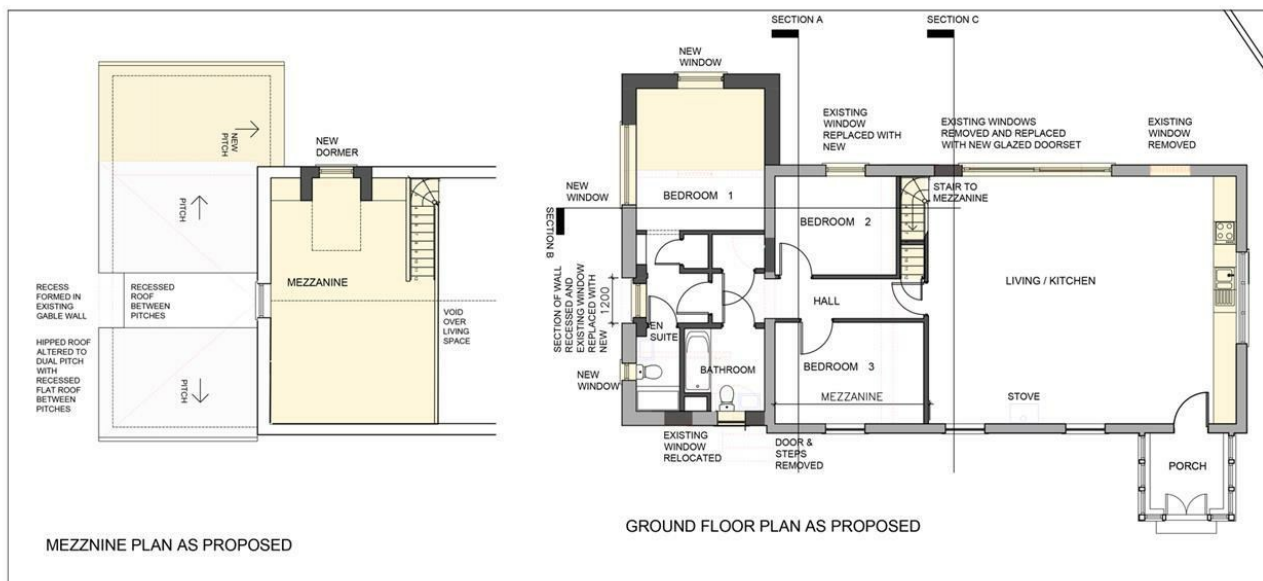 NEW
PITCH
NEW
DORMER
PITCH
MEZZANINE
RECESS
FORMED IN
EXISTING
GABLE WALL
RECESSED
ROOF
BETWEEN
PITCHES
VOID
OVER
LIVING
SPACE
HIPPED ROOF
ALTERED TO
DUAL PITCH
WITH
RECESSED
FLAT ROOF
BETWEEN
PITCHES
PITCH
MEZZNINE PLAN AS PROPOSED
SECTION A
SECTION C
NEW
WINDOW
EXISTING
WINDOW
REPLACED WITH
NEW
EXISTING WINDOWS
REMOVED AND REPLACED
WITH NEW GLAZED DOORSET
EXISTING
WINDOW
REMOVED
NEW
WINDOW
SECTION B
BEDROOM 1
BEDROOM 2
STAIR TO
MEZZANINE
SECTION OF WALL
RECESSED AND
EXISTING WINDOW
REPLACED WITH
NEW
1200
LIVING / KITCHEN
HALL
EN
SUITE
BATHROOM
BEDROOM 3
NEW
WINDOW
MEZZANINE
STOVE
EXISTING
WINDOW
RELOCATED
DOOR &
STEPS
REMOVED
PORCH
GROUND FLOOR PLAN AS PROPOSED